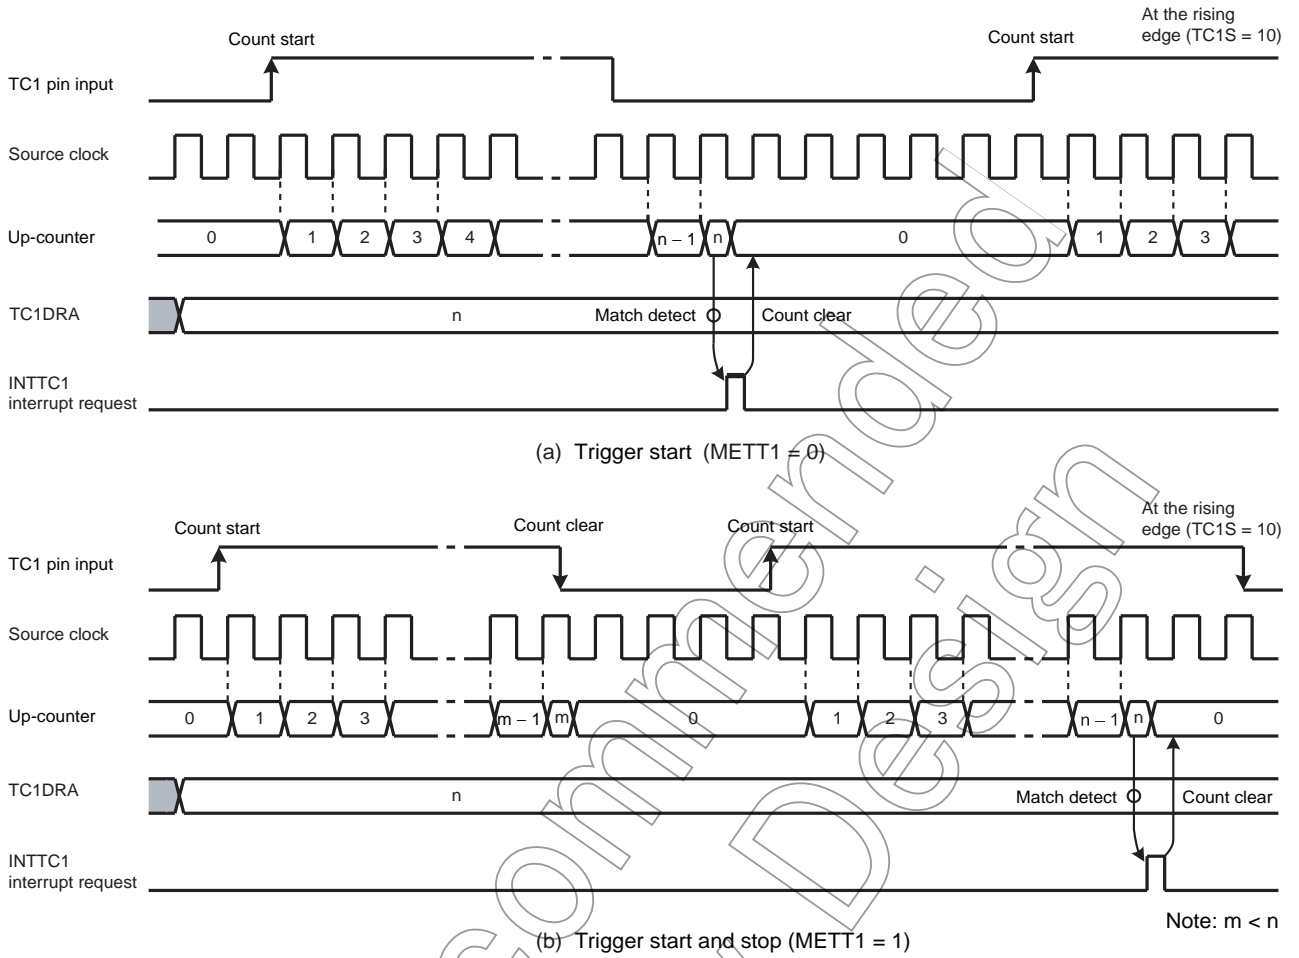 At the rising
edge (TC1S = 10)
Count start
Count start
TC1 pin input
Source clock
Up-counter
0 1 2 3 4 n – 1 n 0 1 2 3
TC1DRA
n
Match detect
Count clear
INTTC1
interrupt request
(a) Trigger start (METT1 = 0)
At the rising
edge (TC1S = 10)
Count start
Count clear
Count start
TC1 pin input
Source clock
Up-counter
0 1 2 3 m – 1 m 0 1 2 3 n – 1 n 0
TC1DRA
n
Match detect
Count clear
INTTC1
interrupt request
Note: m < n
(b) Trigger start and stop (METT1 = 1)
ommended
Design